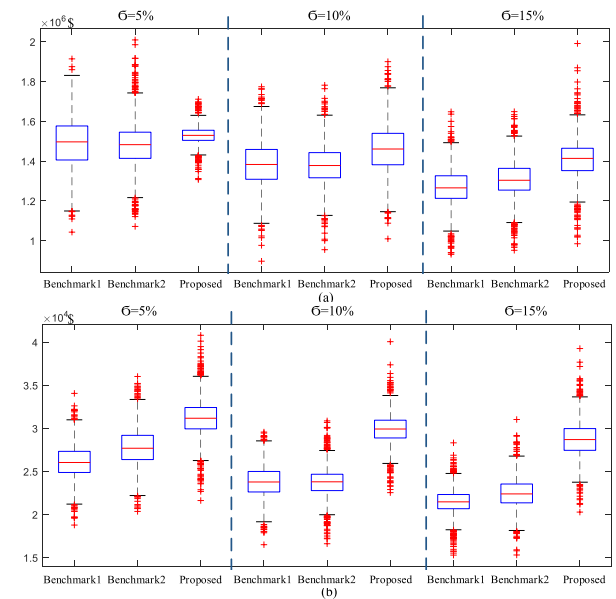 ×10⁶$ б=5% б=10% б=15%
2
1.8
1.6
1.4
1.2
1
Benchmark1 Benchmark2 Proposed Benchmark1 Benchmark2 Proposed Benchmark1 Benchmark2 Proposed
(a)
×10⁴$ б=5% б=10% б=15%
4
3.5
3
2.5
2
1.5
Benchmark1 Benchmark2 Proposed Benchmark1 Benchmark2 Proposed Benchmark1 Benchmark2 Proposed
(b)